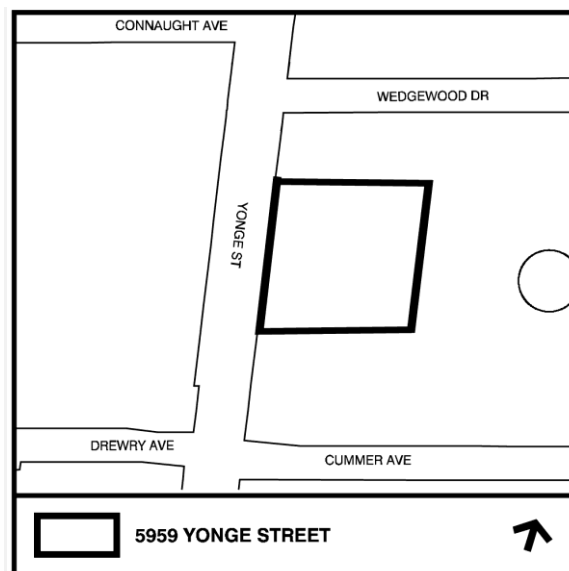 CONNAUGHT AVE
WEDGEWOOD DR
YONGE ST
DREWRY AVE
CUMMER AVE
5959 YONGE STREET